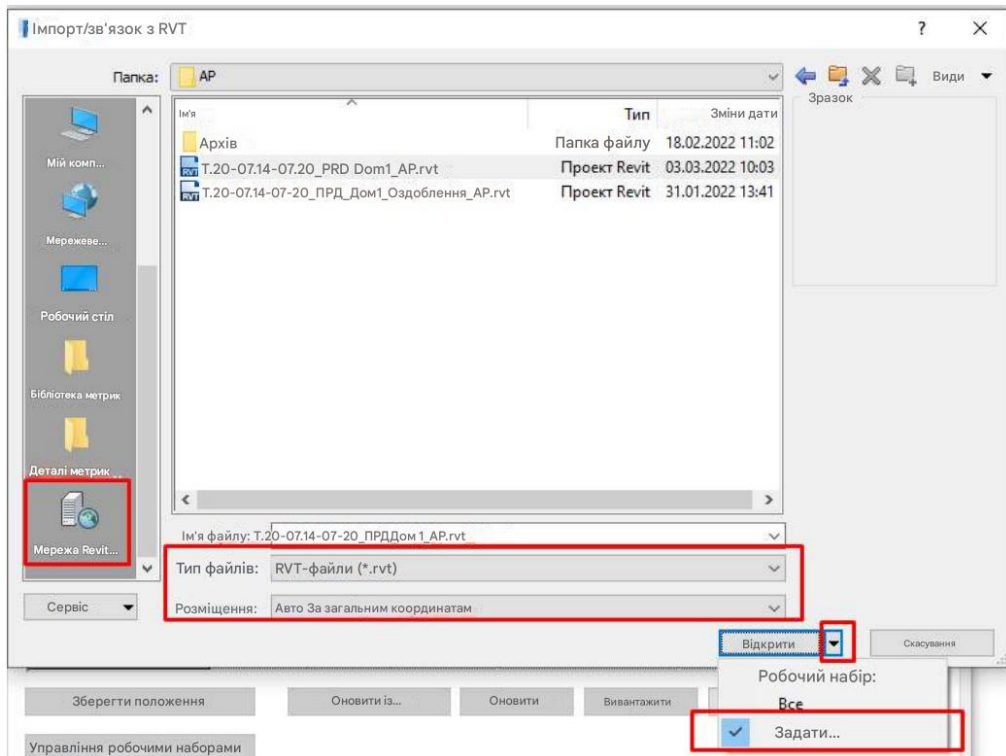 Імпорт/зв'язок з RVT
?
Папка: АР
Види
Зразок
Ім'я Тип Зміни дати
Архів Папка файлу 18.02.2022 11:02
T.20-07.14-07.20_PRD Dom1_AP.rvt Проект Revit 03.03.2022 10:03
T.20-07.14-07-20_ПРД_Дом1_Оздоблення_АР.rvt Проект Revit 31.01.2022 13:41
Мій комп...
Мережеве...
Робочий стіл
Бібліотека метрик
Деталі метрик ...
Мережа Revit...
Ім'я файлу: T.20-07.14-07-20_ПРДДом 1_АР.rvt
Тип файлів: RVT-файли (*.rvt)
Сервіс Розміщення: Авто За загальним координатам
Відкрити Скасування
Робочий набір:
Все
Задати...
Зберегти положення Оновити із... Оновити Вивантажити
Управління робочими наборами